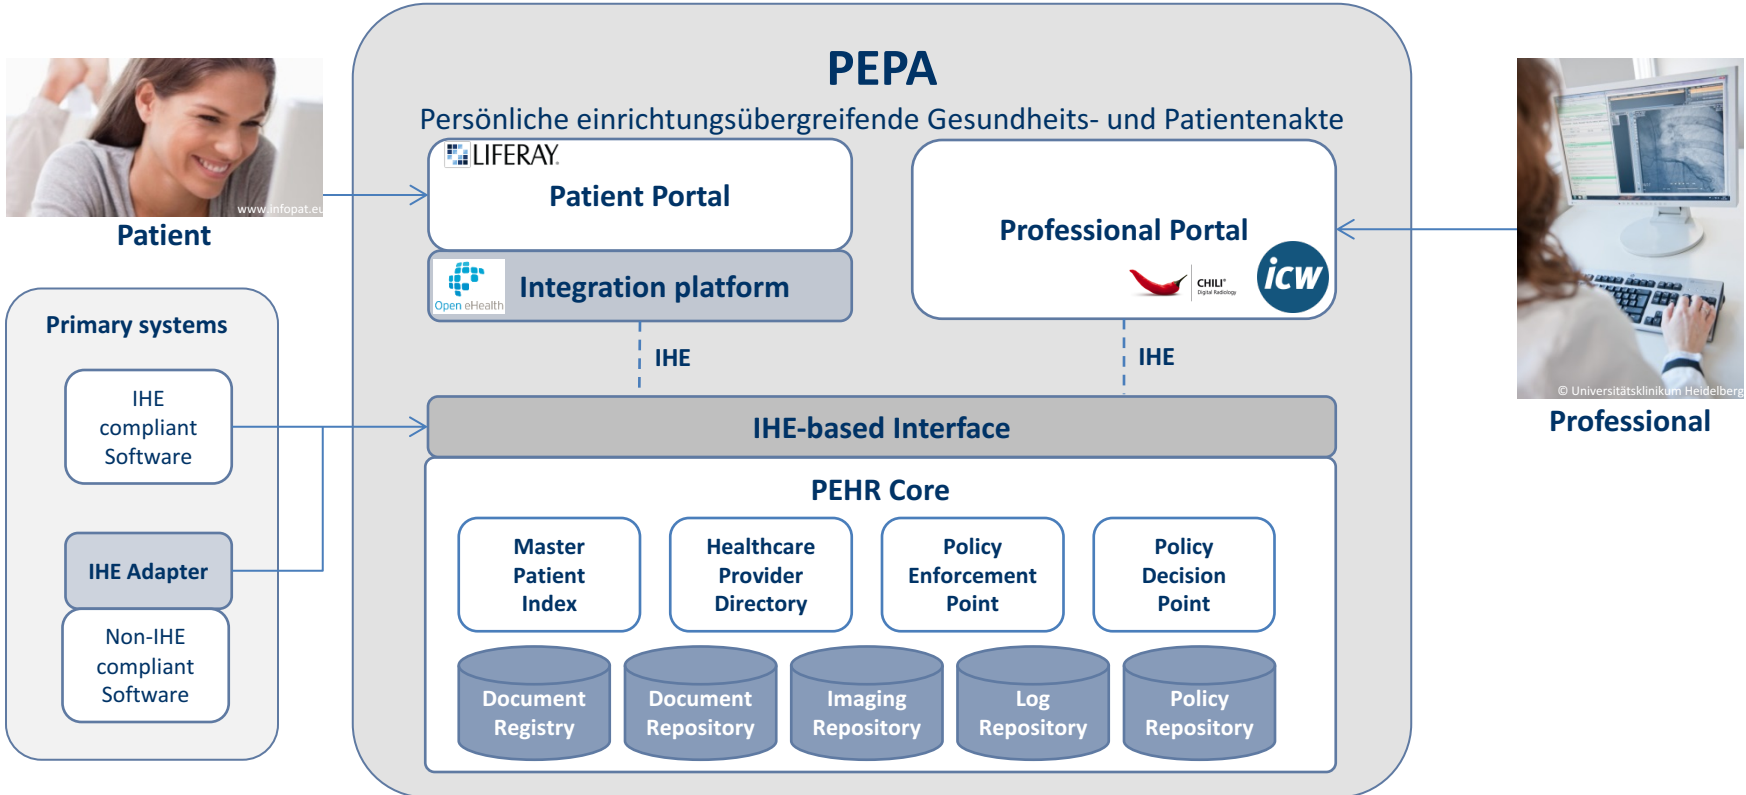 PEPA
Persönliche einrichtungsübergreifende Gesundheits- und Patientenakte
www.infopat.eu
Patient
LIFERAY.
Patient Portal
Open eHealth
Integration platform
IHE
Professional Portal
CHILI®
Digital Radiology
icw
IHE
© Universitätsklinikum Heidelberg
Professional
Primary systems
IHE
compliant
Software
IHE Adapter
Non-IHE
compliant
Software
IHE-based Interface
PEHR Core
Master
Patient
Index
Healthcare
Provider
Directory
Policy
Enforcement
Point
Policy
Decision
Point
Document
Registry
Document
Repository
Imaging
Repository
Log
Repository
Policy
Repository